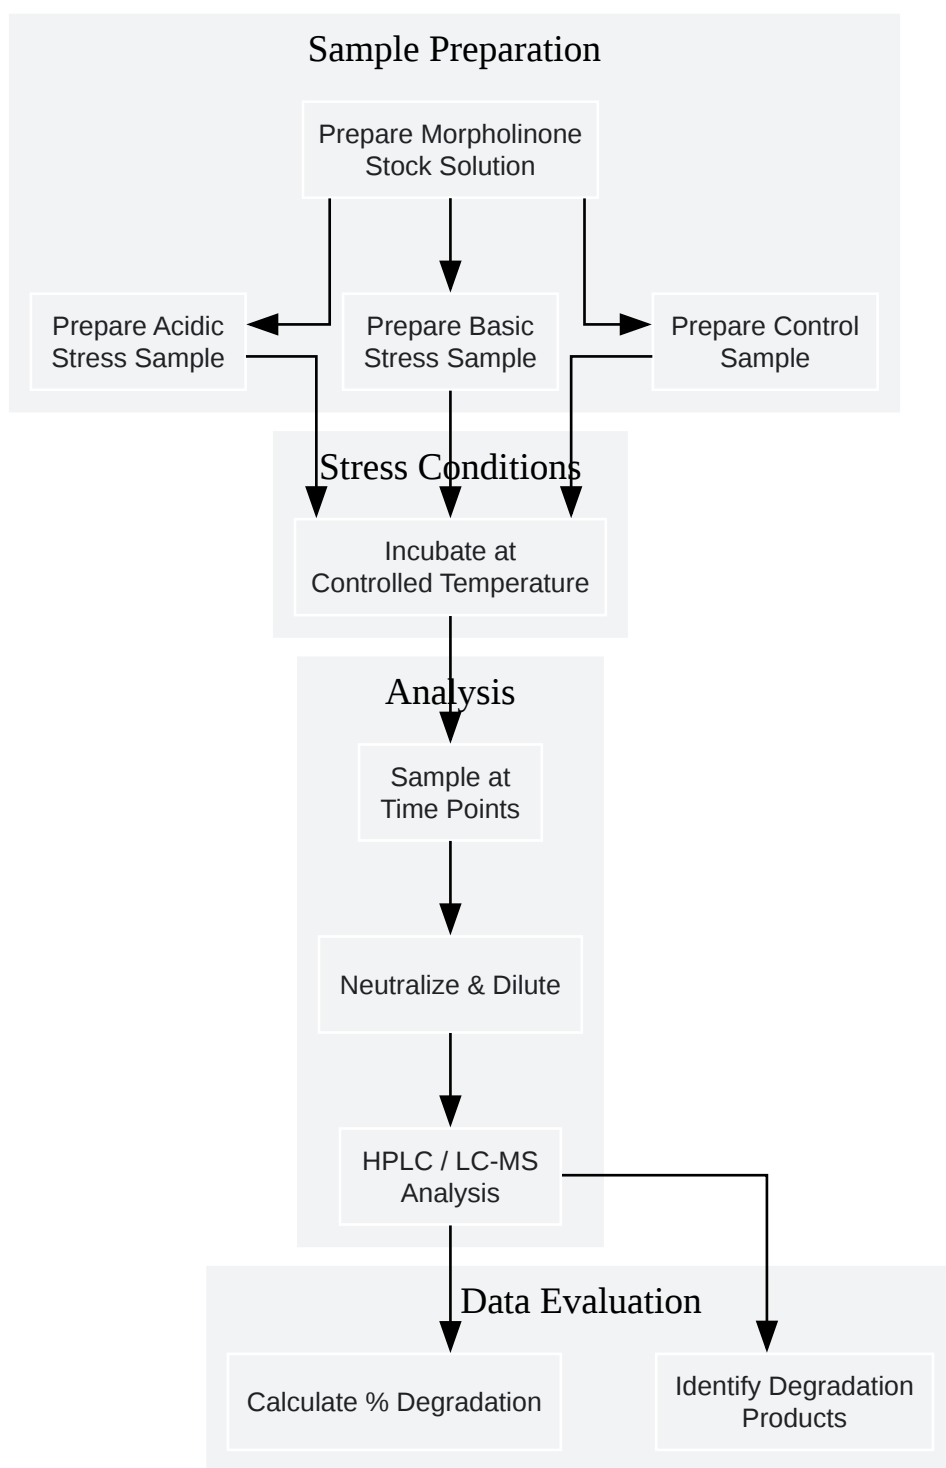 Sample Preparation
Prepare Morpholinone
Stock Solution
Prepare Acidic
Stress Sample
Prepare Basic
Stress Sample
Prepare Control
Sample
Stress Conditions
Incubate at
Controlled Temperature
Analysis
Sample at
Time Points
Neutralize & Dilute
HPLC / LC-MS
Analysis
Data Evaluation
Calculate % Degradation
Identify Degradation
Products